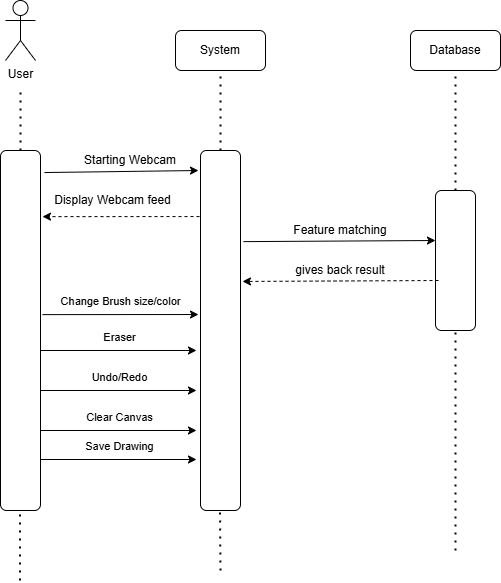 User
System
Database
Starting Webcam
Display Webcam feed
Feature matching
gives back result
Change Brush size/color
Eraser
Undo/Redo
Clear Canvas
Save Drawing